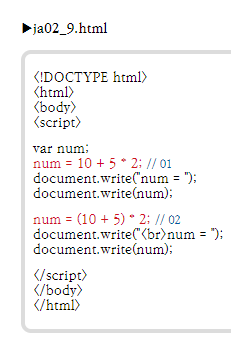 ▶ja02_9.html
<!DOCTYPE html>
<html>
<body>
<script>
var num;
num = 10 + 5 * 2; // 01
document.write("num = ");
document.write(num);
num = (10 + 5) * 2; // 02
document.write("<br>num = ");
document.write(num);
</script>
</body>
</html>